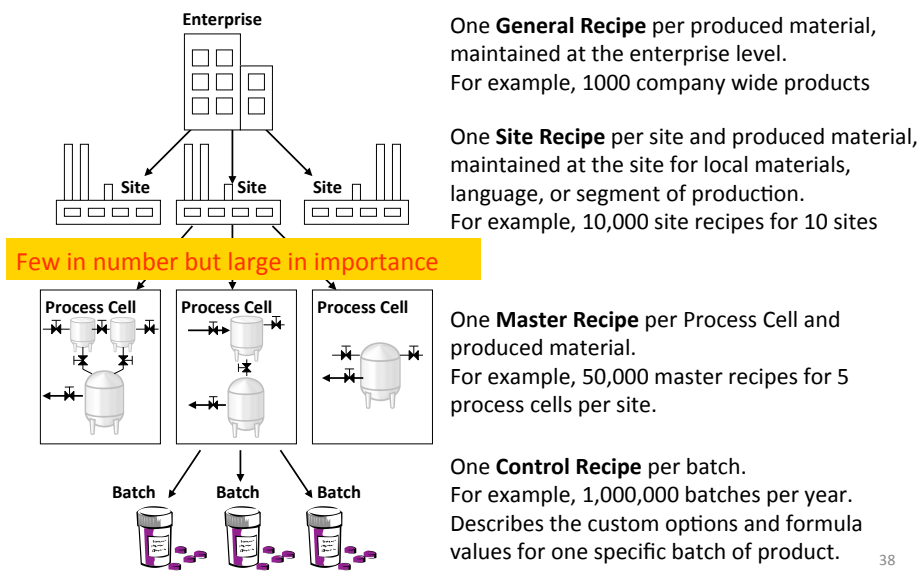 Enterprise
One General Recipe per produced material,
maintained at the enterprise level.
For example, 1000 company wide products
One Site Recipe per site and produced material,
maintained at the site for local materials,
language, or segment of production.
For example, 10,000 site recipes for 10 sites
Site
Site
Site
Few in number but large in importance
Process Cell
Process Cell
Process Cell
One Master Recipe per Process Cell and
produced material.
For example, 50,000 master recipes for 5
process cells per site.
One Control Recipe per batch.
For example, 1,000,000 batches per year.
Describes the custom options and formula
values for one specific batch of product.
Batch
Batch
Batch
38